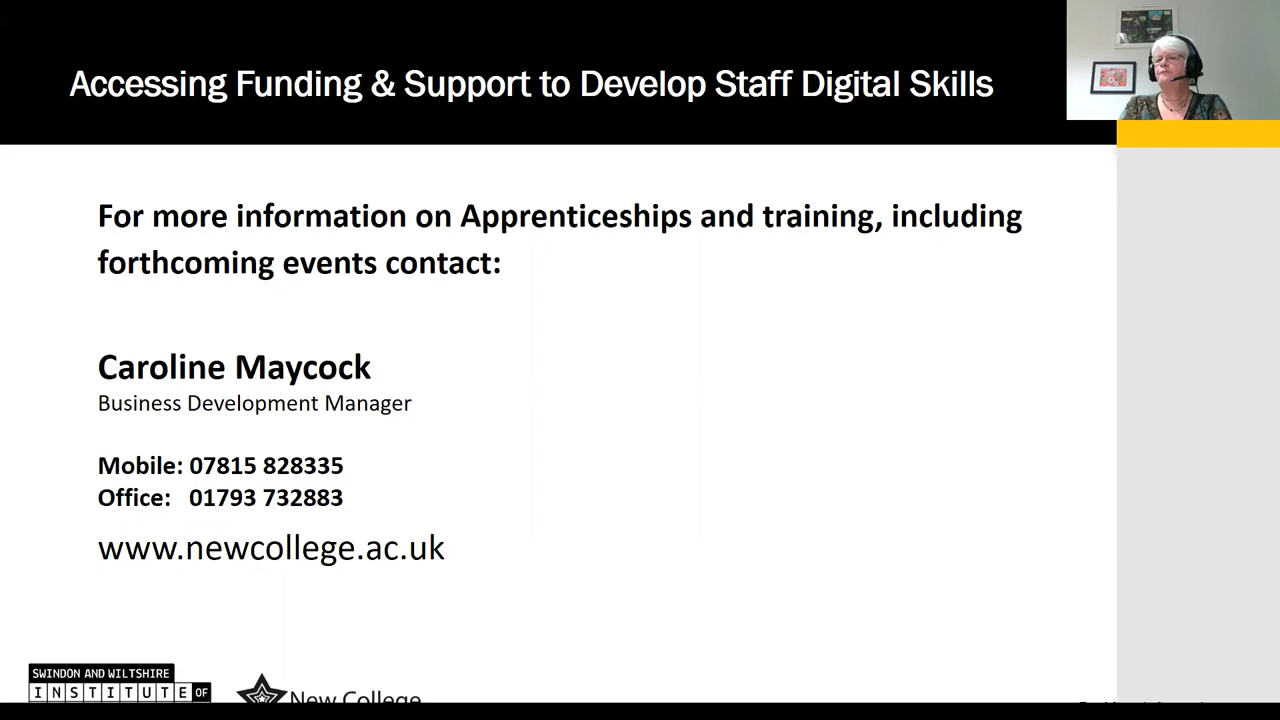 Accessing Funding & Support to Develop Staff Digital Skills
For more information on Apprenticeships and training, including
forthcoming events contact:
Caroline Maycock
Business Development Manager
Mobile: 07815 828335
Office: 01793 732883
www.newcollege.ac.uk
SWINDON AND WILTSHIRE
INSTITUTE OF
New College